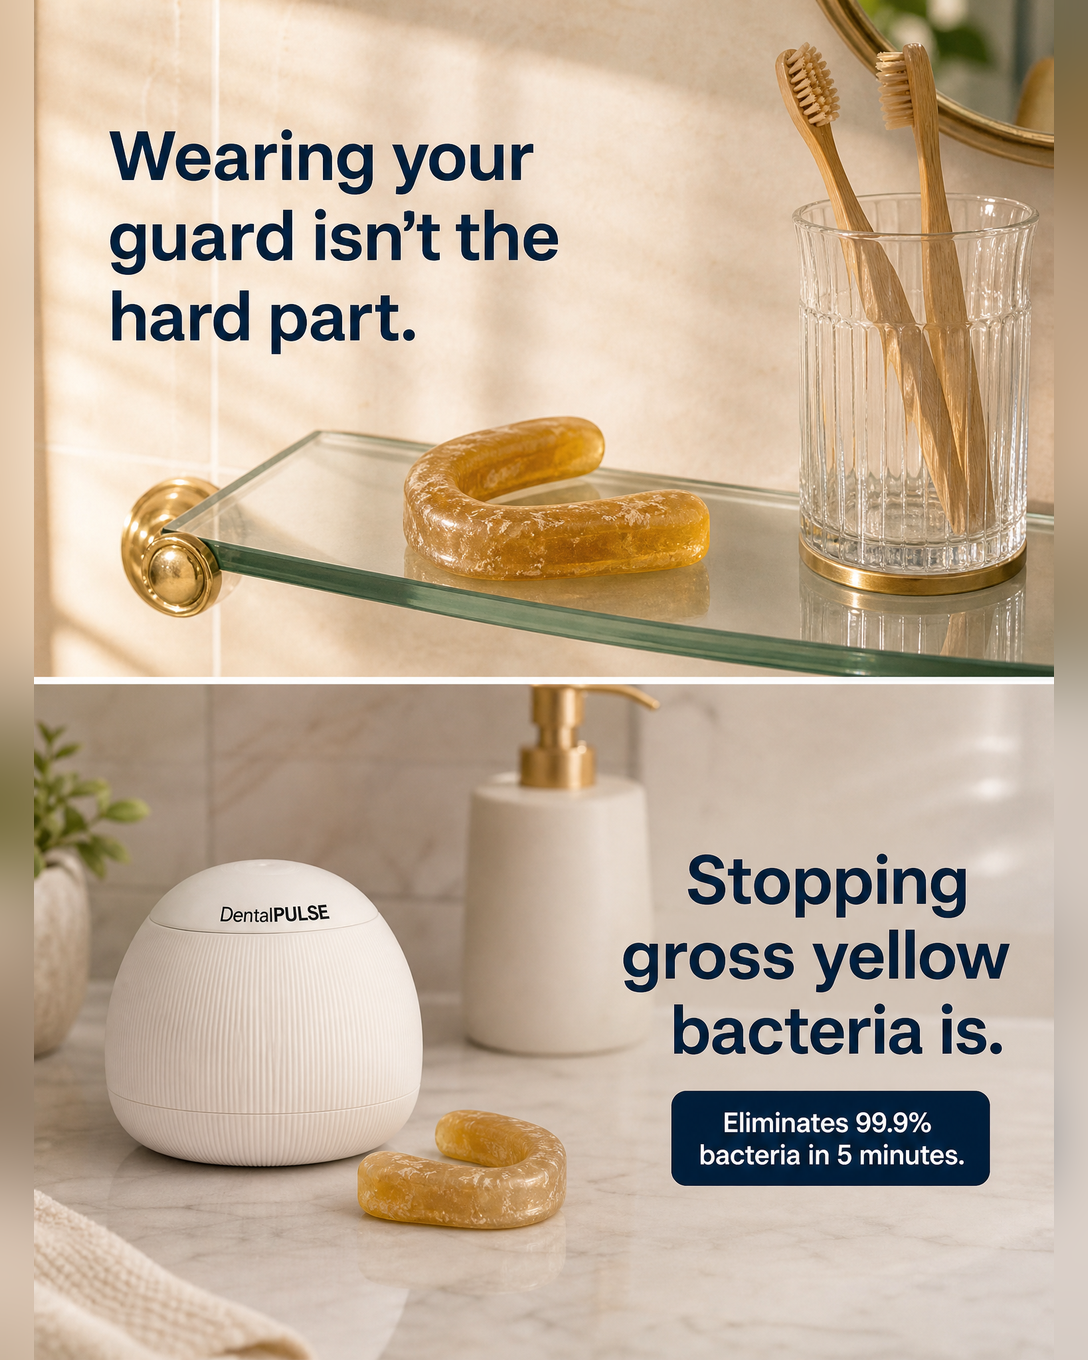 Wearing your
guard isn’t the
hard part.
DentalPULSE
Stopping
gross yellow
bacteria is.
Eliminates 99.9%
bacteria in 5 minutes.